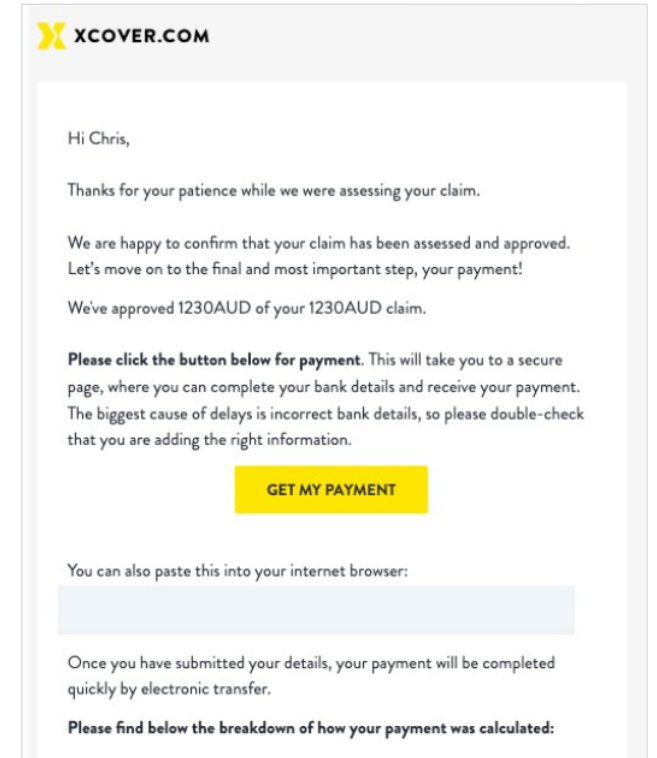 XCOVER.COM
Hi Chris,
Thanks for your patience while we were assessing your claim.
We are happy to confirm that your claim has been assessed and approved.
Let's move on to the final and most important step, your payment!
We've approved 1230AUD of your 1230AUD claim.
Please click the button below for payment. This will take you to a secure
page, where you can complete your bank details and receive your payment.
The biggest cause of delays is incorrect bank details, so please double-check
that you are adding the right information.
GET MY PAYMENT
You can also paste this into your internet browser:
Once you have submitted your details, your payment will be completed
quickly by electronic transfer.
Please find below the breakdown of how your payment was calculated: